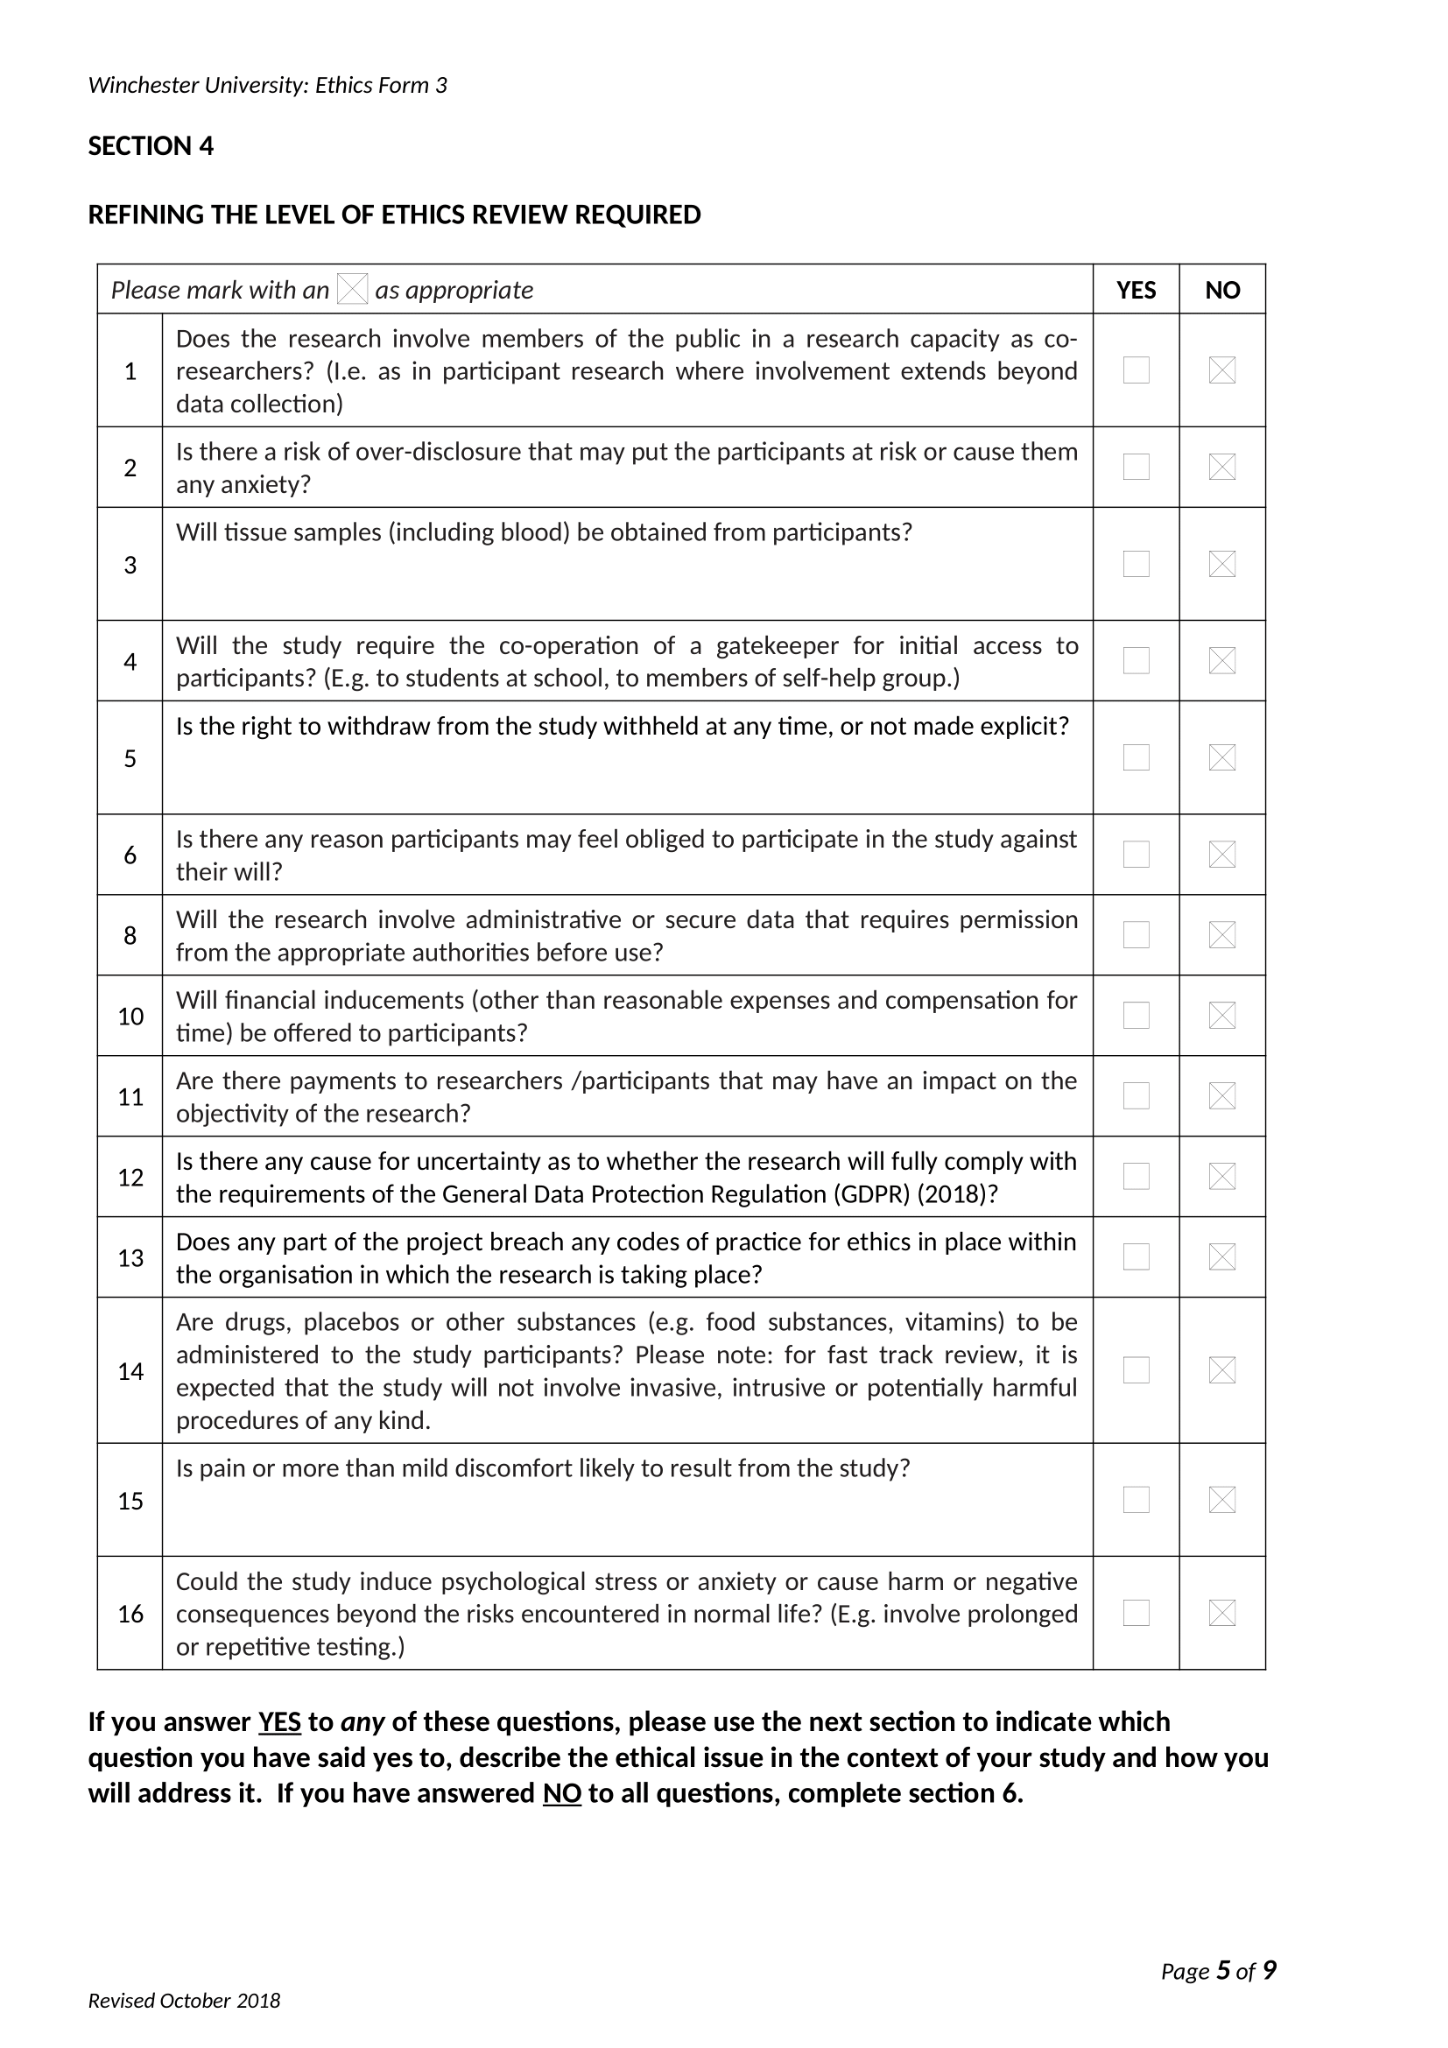 Winchester University: Ethics Form 3
SECTION 4
REFINING THE LEVEL OF ETHICS REVIEW REQUIRED
Please mark with an ☒ as appropriate YES NO
1 Does the research involve members of the public in a research capacity as co-
researchers? (I.e. as in participant research where involvement extends beyond ☐ ☒
data collection)
2 Is there a risk of over-disclosure that may put the participants at risk or cause them ☐ ☒
any anxiety?
3 Will tissue samples (including blood) be obtained from participants? ☐ ☒
4 Will the study require the co-operation of a gatekeeper for initial access to ☐ ☒
participants? (E.g. to students at school, to members of self-help group.)
5 Is the right to withdraw from the study withheld at any time, or not made explicit? ☐ ☒
6 Is there any reason participants may feel obliged to participate in the study against ☐ ☒
their will?
8 Will the research involve administrative or secure data that requires permission ☐ ☒
from the appropriate authorities before use?
10 Will financial inducements (other than reasonable expenses and compensation for ☐ ☒
time) be offered to participants?
11 Are there payments to researchers /participants that may have an impact on the ☐ ☒
objectivity of the research?
12 Is there any cause for uncertainty as to whether the research will fully comply with ☐ ☒
the requirements of the General Data Protection Regulation (GDPR) (2018)?
13 Does any part of the project breach any codes of practice for ethics in place within ☐ ☒
the organisation in which the research is taking place?
14 Are drugs, placebos or other substances (e.g. food substances, vitamins) to be
administered to the study participants? Please note: for fast track review, it is ☐ ☒
expected that the study will not involve invasive, intrusive or potentially harmful
procedures of any kind.
15 Is pain or more than mild discomfort likely to result from the study? ☐ ☒
16 Could the study induce psychological stress or anxiety or cause harm or negative
consequences beyond the risks encountered in normal life? (E.g. involve prolonged ☐ ☒
or repetitive testing.)
If you answer YES to any of these questions, please use the next section to indicate which
question you have said yes to, describe the ethical issue in the context of your study and how you
will address it.  If you have answered NO to all questions, complete section 6.
Page 5 of 9
Revised October 2018